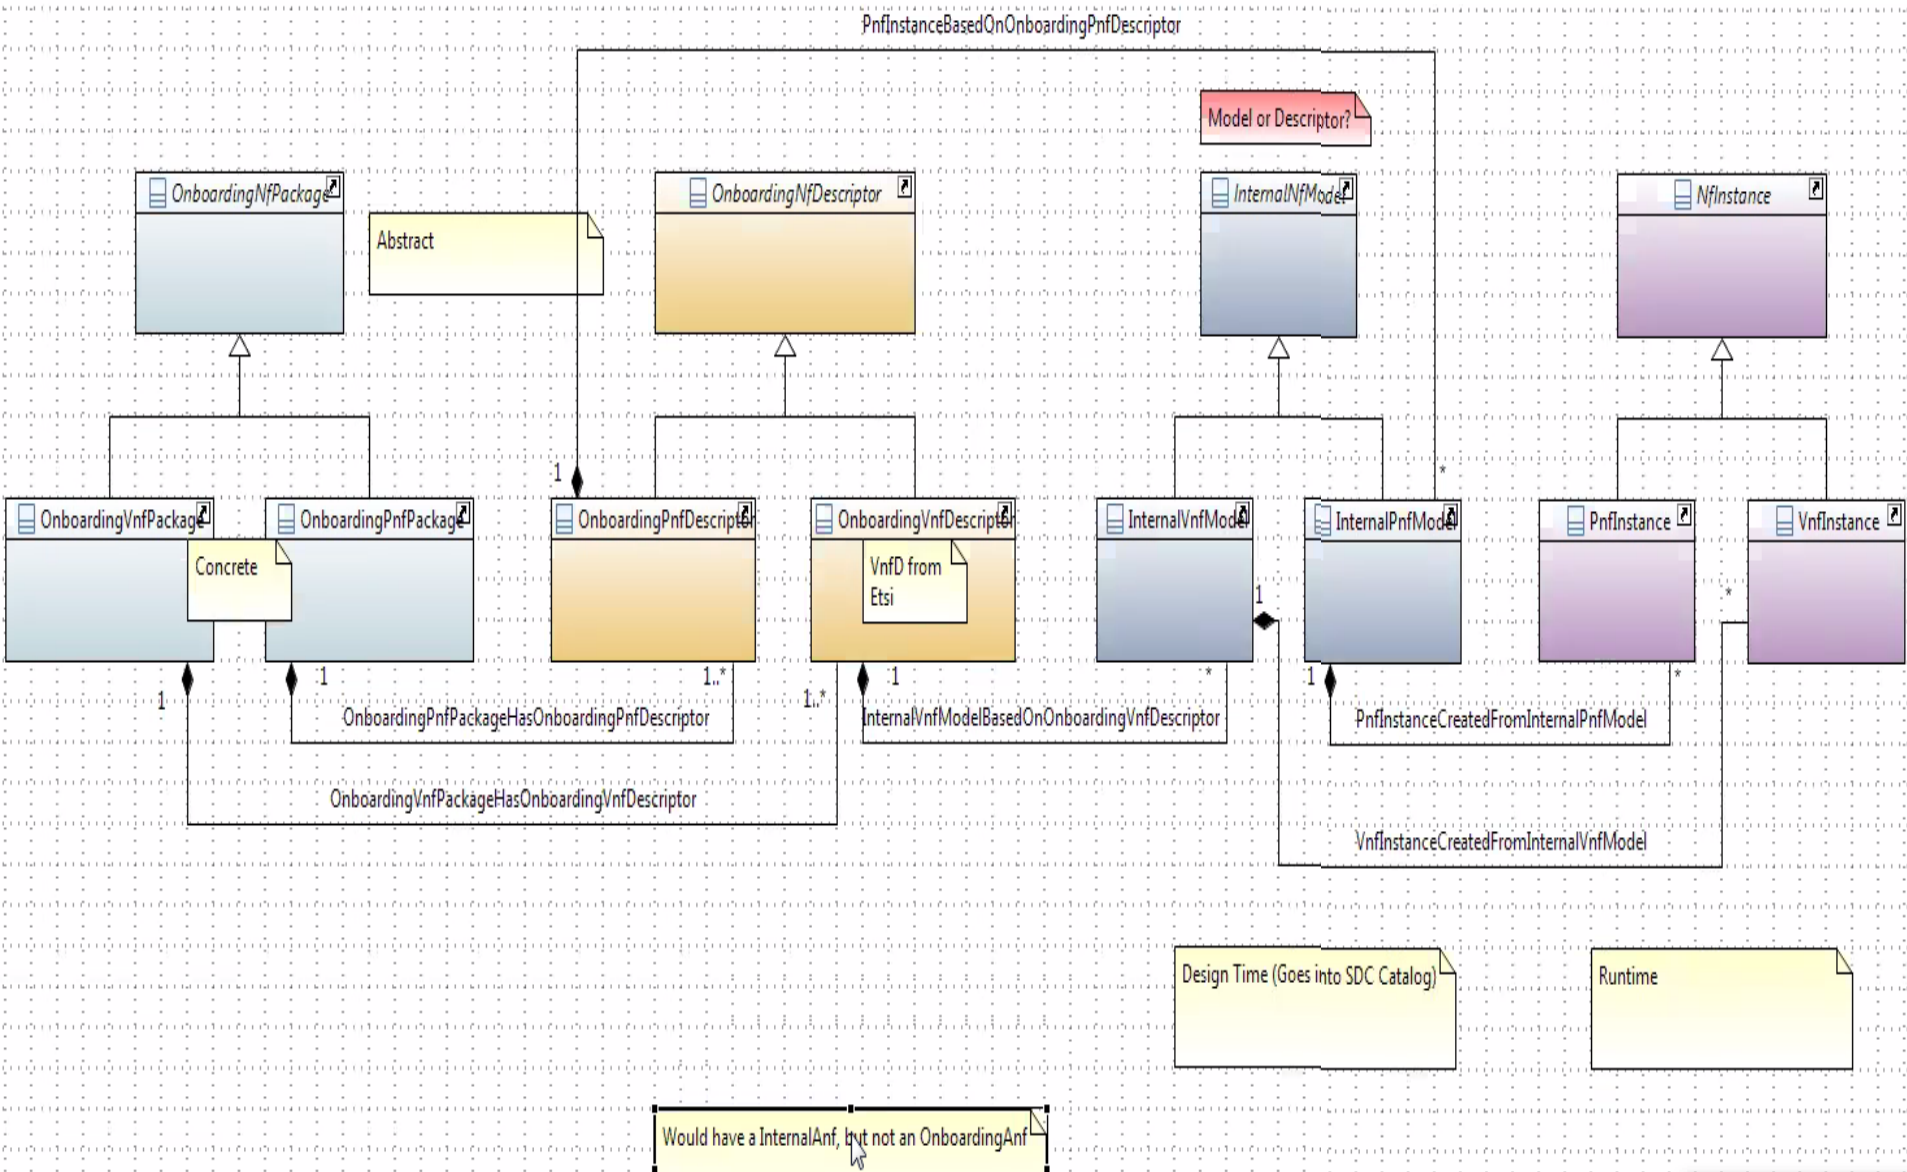 PnfInstanceBasedOnOnboardingPnfDescriptor
Model or Descriptor?
OnboardingNfPackage
OnboardingNfDescriptor
InternalNfModel
NfInstance
Abstract
1
*
OnboardingVnfPackage
OnboardingPnfPackage
OnboardingPnfDescriptor
OnboardingVnfDescriptor
InternalVnfModel
InternalPnfModel
PnfInstance
VnfInstance
Concrete
VnfD from
Etsi
1
*
1
1
1..*
1..*
1
*
1
*
OnboardingPnfPackageHasOnboardingPnfDescriptor
InternalVnfModelBasedOnOnboardingVnfDescriptor
PnfInstanceCreatedFromInternalPnfModel
OnboardingVnfPackageHasOnboardingVnfDescriptor
VnfInstanceCreatedFromInternalVnfModel
Design Time (Goes into SDC Catalog)
Runtime
Would have a InternalAnf, but not an OnboardingAnf